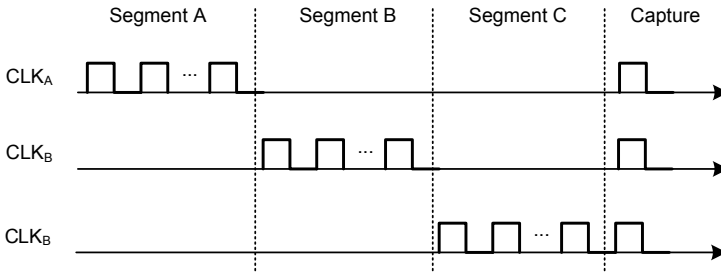 Segment A Segment B Segment C Capture
CLKA ...
CLKB ...
CLKB ...